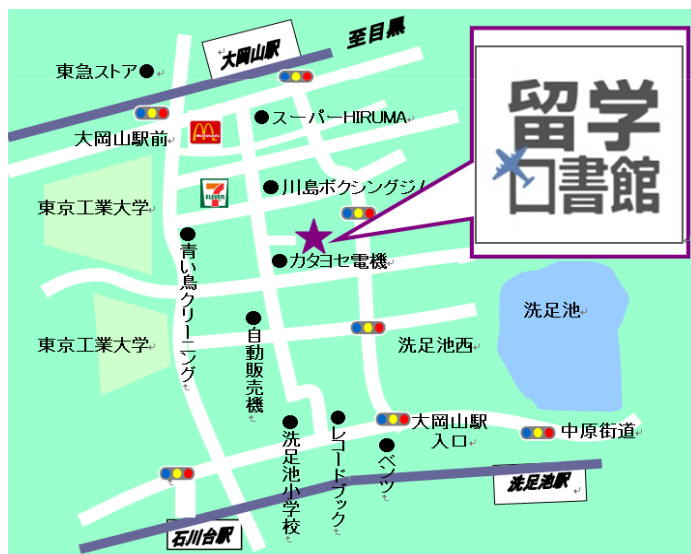 大岡山駅
至目黒
東急ストア
大岡山駅前
McDonald's
スーパーHIRUMA
留学
図書館
川島ボクシングジム
7
ELEVEN
東京工業大学
青い鳥クリーニング
カタヨセ電機
洗足池
自動販売機
東京工業大学
洗足池西
大岡山駅
入口
中原街道
洗足池小学校
レコードブック
ベンツ
洗足池駅
石川台駅